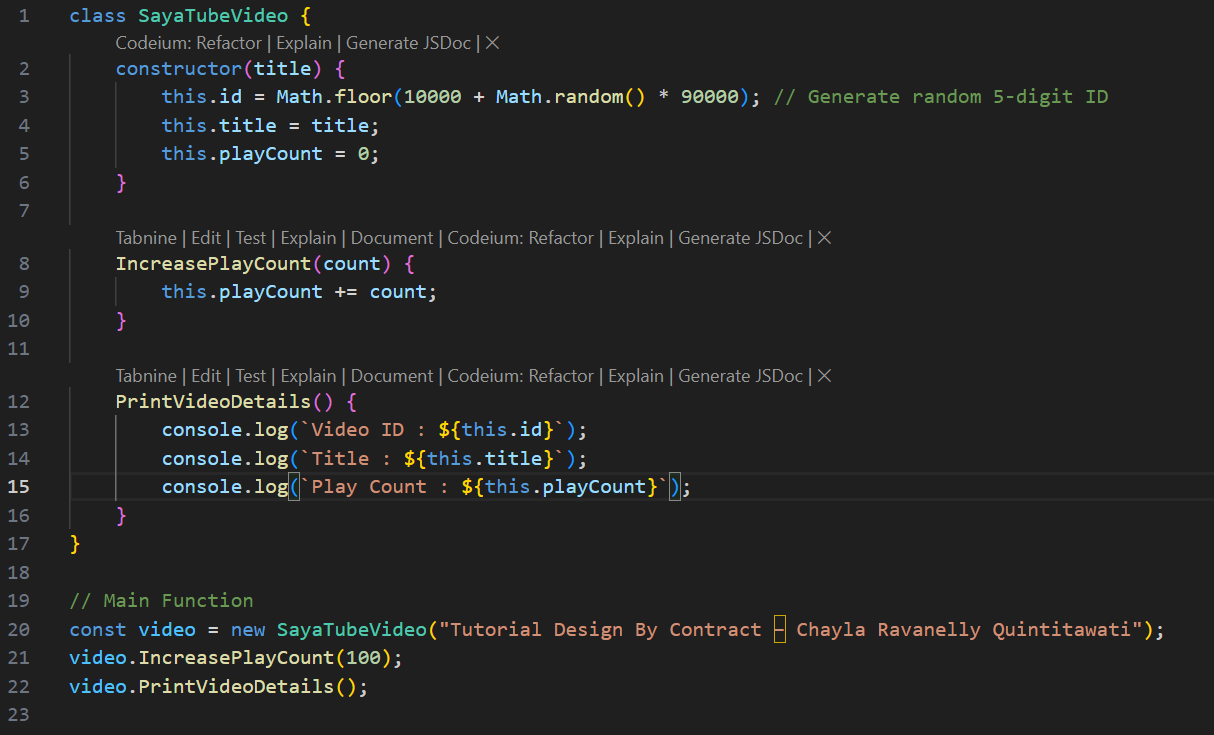 1 class SayaTubeVideo {
Codeium: Refactor | Explain | Generate JSDoc | ×
2 constructor(title) {
3 this.id = Math.floor(10000 + Math.random() * 90000); // Generate random 5-digit ID
4 this.title = title;
5 this.playCount = 0;
6 }
7
Tabnine | Edit | Test | Explain | Document | Codeium: Refactor | Explain | Generate JSDoc | ×
8 IncreasePlayCount(count) {
9 this.playCount += count;
10 }
11
Tabnine | Edit | Test | Explain | Document | Codeium: Refactor | Explain | Generate JSDoc | ×
12 PrintVideoDetails() {
13 console.log(`Video ID : ${this.id}`);
14 console.log(`Title : ${this.title}`);
15 console.log(`Play Count : ${this.playCount}`);
16 }
17 }
18
19 // Main Function
20 const video = new SayaTubeVideo("Tutorial Design By Contract – Chayla Ravanelly Quintitawati");
21 video.IncreasePlayCount(100);
22 video.PrintVideoDetails();
23